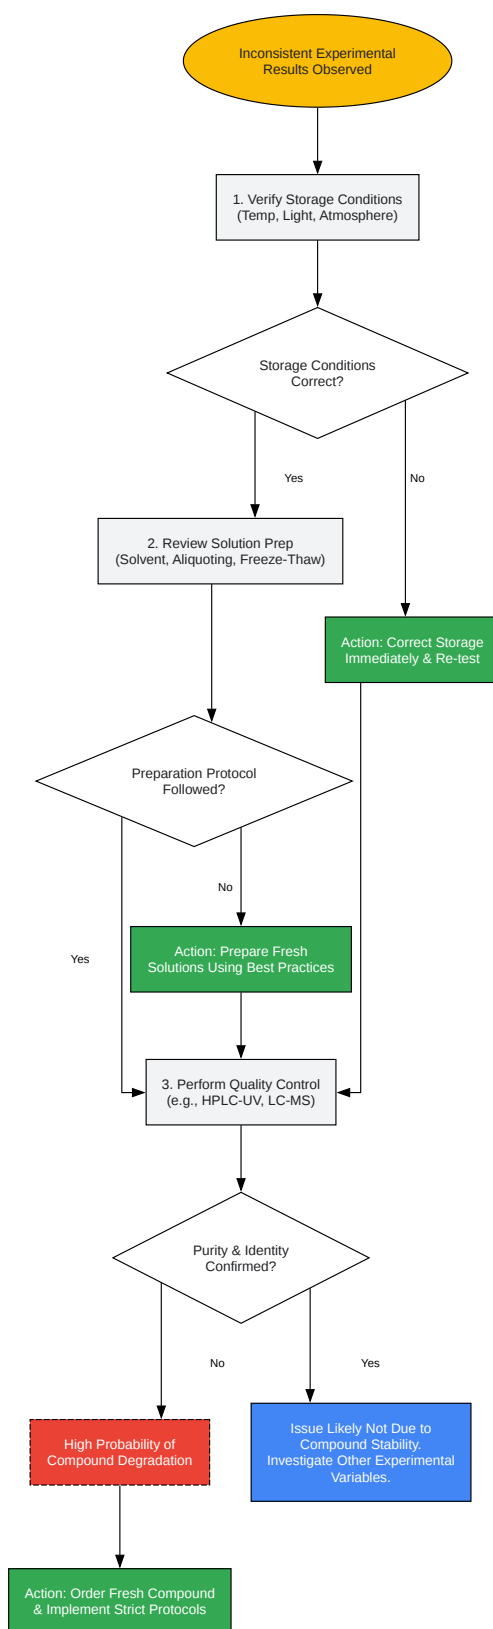 Inconsistent Experimental
Results Observed
1. Verify Storage Conditions
(Temp, Light, Atmosphere)
Storage Conditions
Correct?
Yes
No
2. Review Solution Prep
(Solvent, Aliquoting, Freeze-Thaw)
Action: Correct Storage
Immediately & Re-test
Preparation Protocol
Followed?
No
Yes
Action: Prepare Fresh
Solutions Using Best Practices
3. Perform Quality Control
(e.g., HPLC-UV, LC-MS)
Purity & Identity
Confirmed?
No
Yes
High Probability of
Compound Degradation
Issue Likely Not Due to
Compound Stability.
Investigate Other Experimental
Variables.
Action: Order Fresh Compound
& Implement Strict Protocols